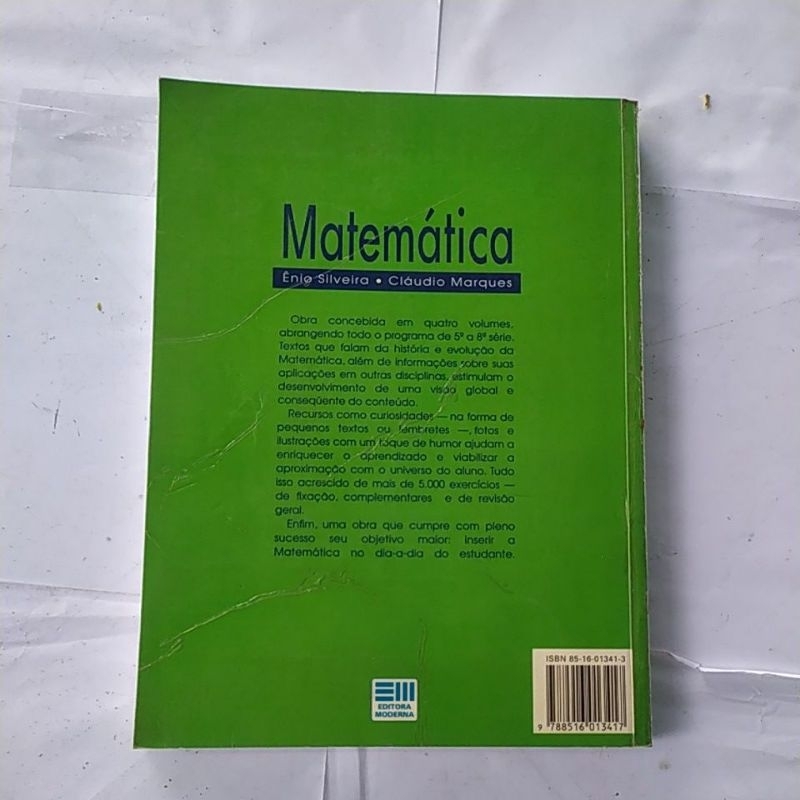 Matemática
Ênio Silveira • Cláudio Marques
Obra concebida em quatro volumes,
abrangendo todo o programa de 5ª a 8ª série.
Textos que falam da história e evolução da
Matemática, além de informações sobre suas
aplicações em outras disciplinas, estimulam o
desenvolvimento de uma visão global e
conseqüente do conteúdo.
Recursos como curiosidades — na forma de
pequenos textos ou lembretes —, fotos e
ilustrações com um toque de humor ajudam a
enriquecer o aprendizado e viabilizar a
aproximação com o universo do aluno. Tudo
isso acrescido de mais de 5.000 exercícios —
de fixação, complementares e de revisão
geral.
Enfim, uma obra que cumpre com pleno
sucesso seu objetivo maior: inserir a
Matemática no dia-a-dia do estudante.
ISBN 85-16-01341-3
9 788516 013417
EDITORA
MODERNA